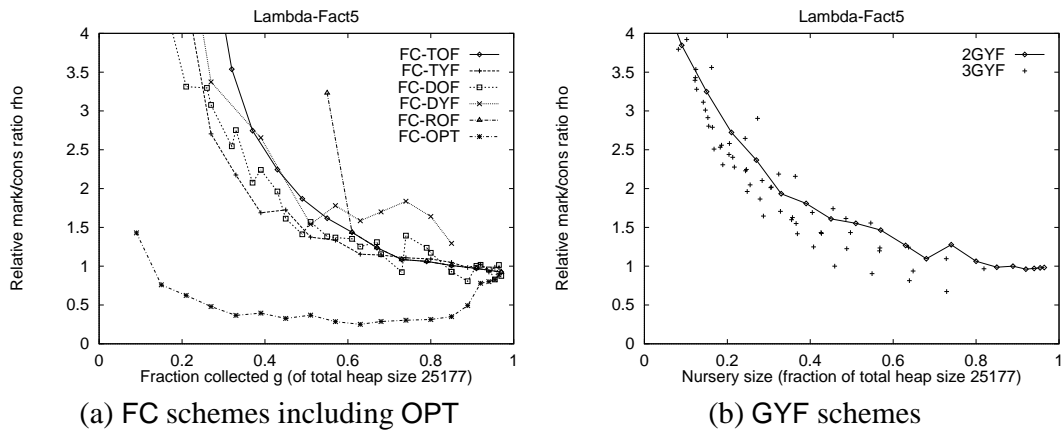 Lambda-Fact5
Relative mark/cons ratio rho
4
3.5
3
2.5
2
1.5
1
0.5
0
0
0.2
0.4
0.6
0.8
1
Fraction collected g (of total heap size 25177)
FC-TOF
FC-TYF
FC-DOF
FC-DYF
FC-ROF
FC-OPT
(a) FC schemes including OPT
Lambda-Fact5
Relative mark/cons ratio rho
4
3.5
3
2.5
2
1.5
1
0.5
0
0
0.2
0.4
0.6
0.8
1
Nursery size (fraction of total heap size 25177)
2GYF
3GYF
(b) GYF schemes